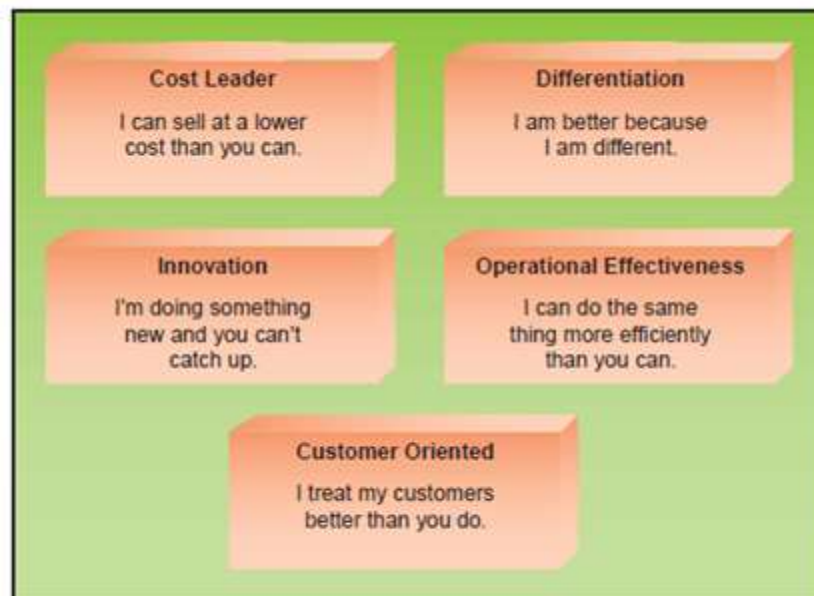 Cost Leader
I can sell at a lower
cost than you can.
Differentiation
I am better because
I am different.
Innovation
I'm doing something
new and you can't
catch up.
Operational Effectiveness
I can do the same
thing more efficiently
than you can.
Customer Oriented
I treat my customers
better than you do.